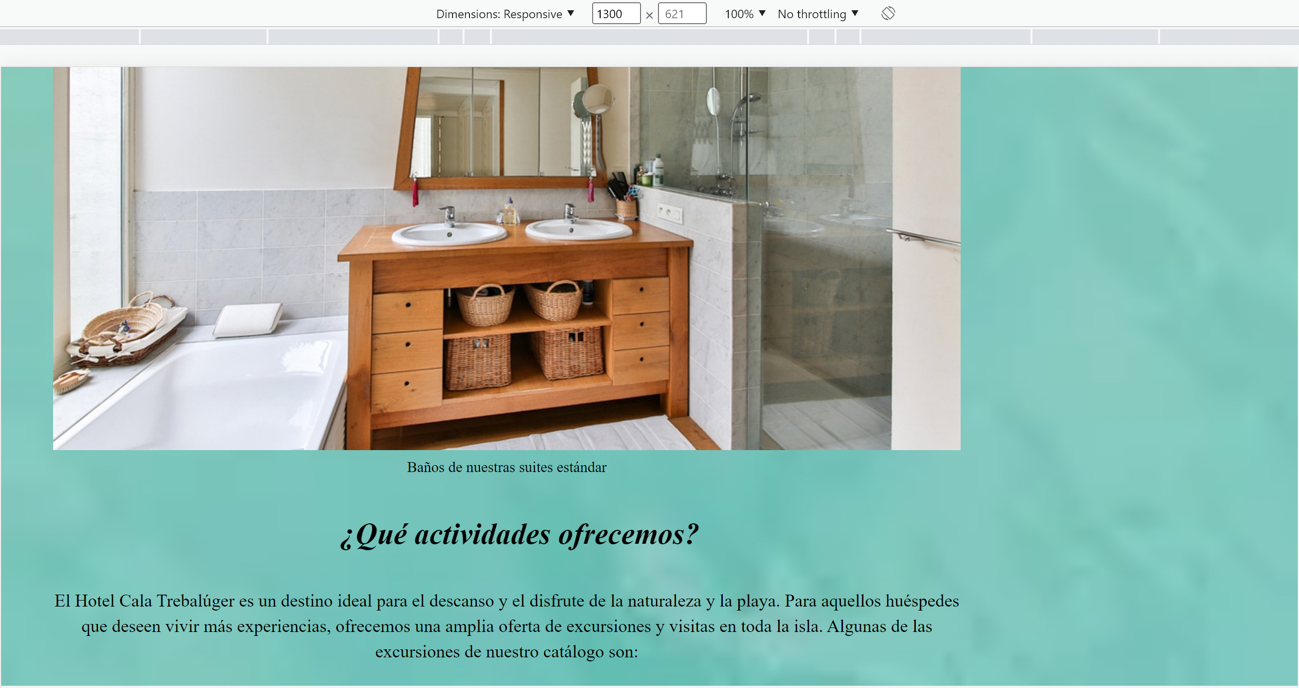 Dimensions: Responsive ▼ 1300 × 621 100% ▼ No throttling ▼
Baños de nuestras suites estándar
¿Qué actividades ofrecemos?
El Hotel Cala Trebalúger es un destino ideal para el descanso y el disfrute de la naturaleza y la playa. Para aquellos huéspedes
que deseen vivir más experiencias, ofrecemos una amplia oferta de excursiones y visitas en toda la isla. Algunas de las
excursiones de nuestro catálogo son: